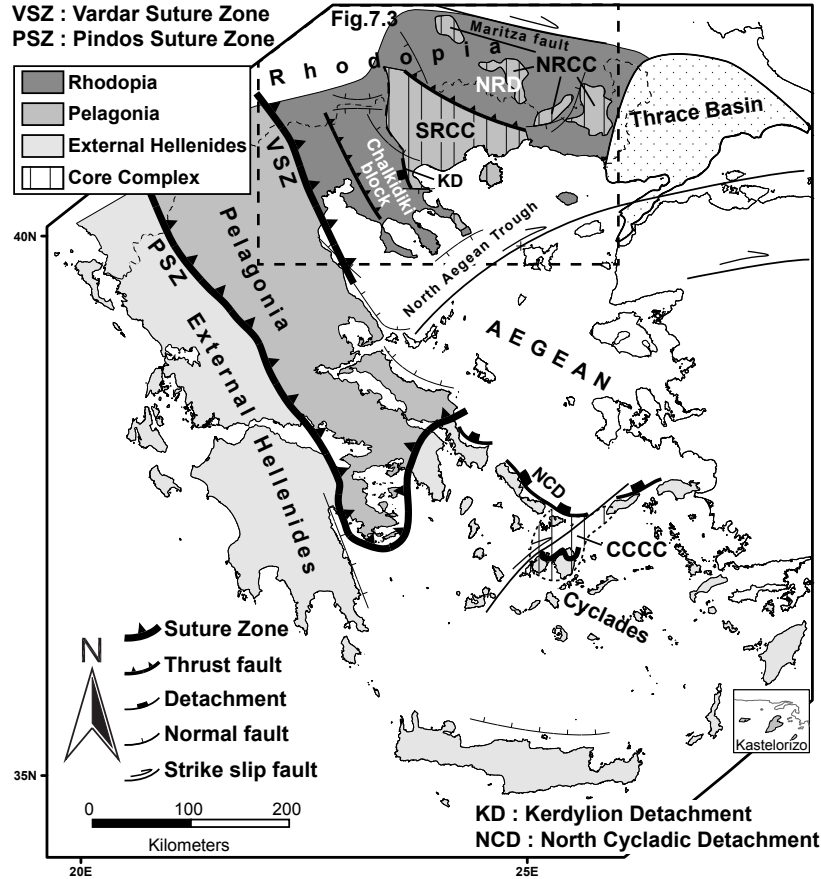 VSZ : Vardar Suture Zone
PSZ : Pindos Suture Zone
Fig.7.3
Rhodopia
Pelagonia
External Hellenides
Core Complex
Rhodopia
Maritza fault
NRCC
NRD
SRCC
Thrace Basin
VSZ
Chalkidiki
block
KD
40N
PSZ
Pelagonia
North Aegean Trough
External Hellenides
AEGEAN
NCD
CCCC
Cyclades
N
Suture Zone
Thrust fault
Detachment
Normal fault
Strike slip fault
Kastelorizo
35N
0 100 200
Kilometers
KD : Kerdylion Detachment
NCD : North Cycladic Detachment
20E 25E